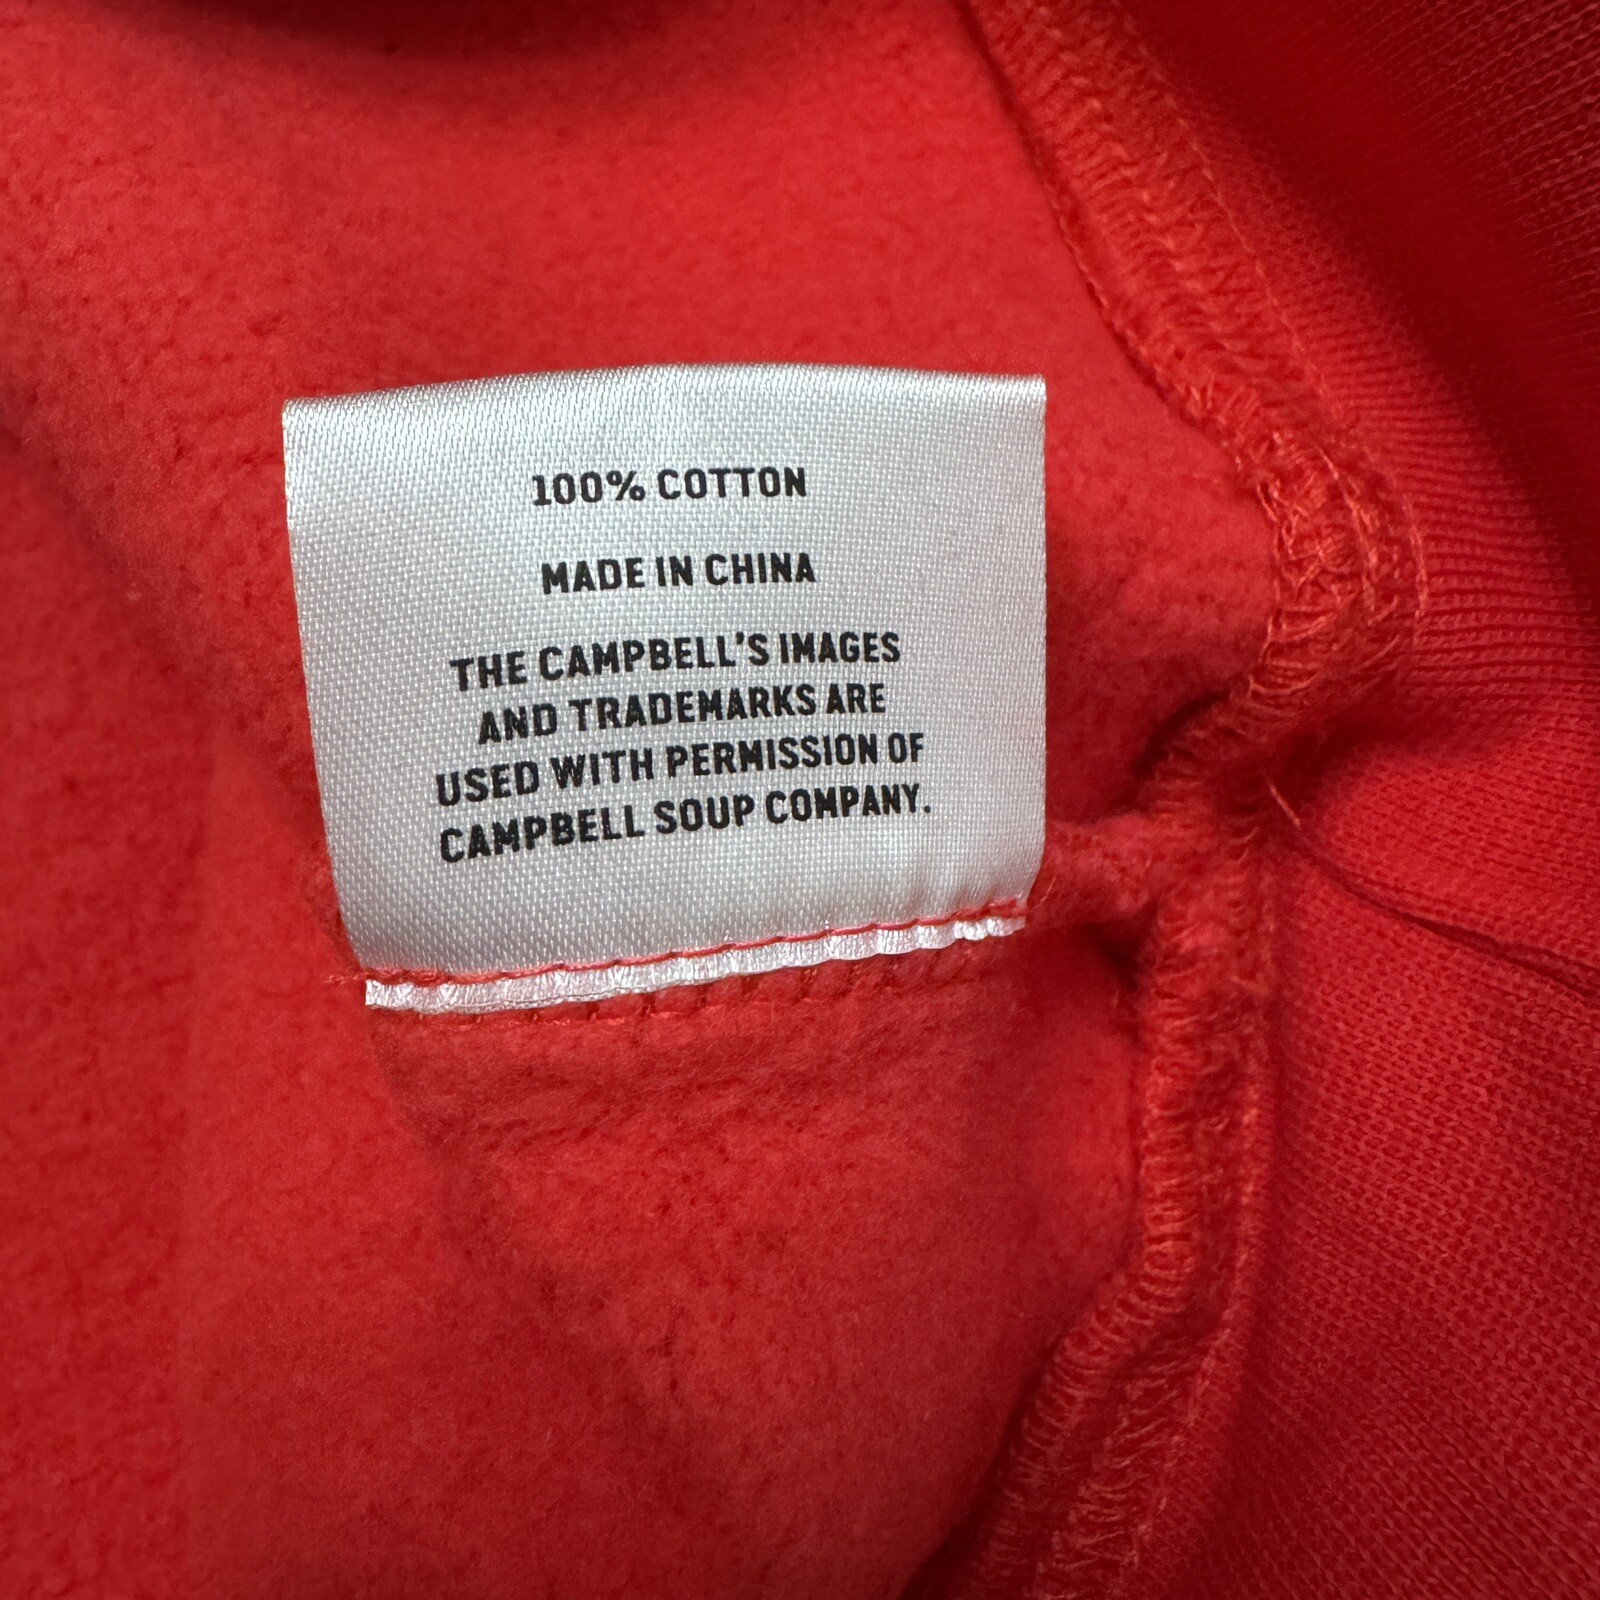 100% COTTON
MADE IN CHINA
THE CAMPBELL'S IMAGES
AND TRADEMARKS ARE
USED WITH PERMISSION OF
CAMPBELL SOUP COMPANY.